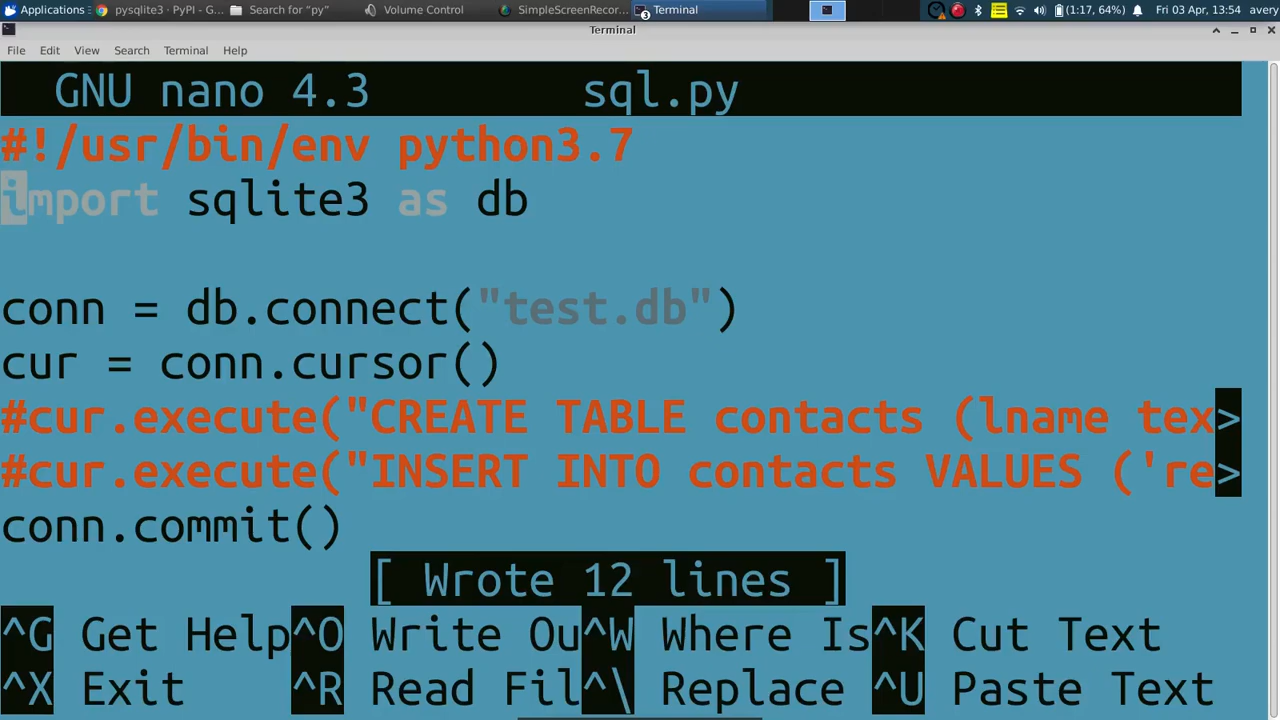 Applications pysqlite3 · PyPI - G... Search for "py" Volume Control SimpleScreenRecor... 3 Terminal (1:17, 64%) Fri 03 Apr, 13:54 avery
Terminal
File Edit View Search Terminal Help
GNU nano 4.3 sql.py
#!/usr/bin/env python3.7
import sqlite3 as db
conn = db.connect("test.db")
cur = conn.cursor()
#cur.execute("CREATE TABLE contacts (lname tex>
#cur.execute("INSERT INTO contacts VALUES ('re>
conn.commit()
[ Wrote 12 lines ]
^G Get Help ^O Write Ou ^W Where Is ^K Cut Text
^X Exit ^R Read Fil ^\ Replace ^U Paste Text